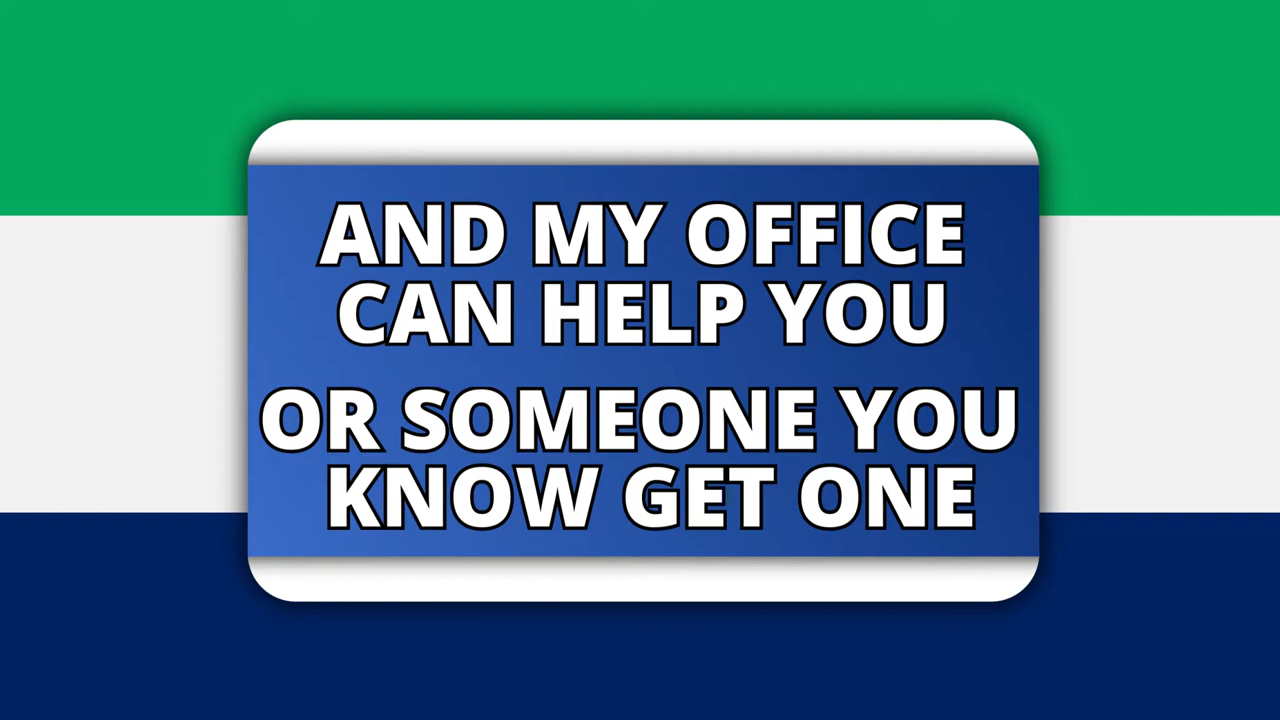 AND MY OFFICE
CAN HELP YOU
OR SOMEONE YOU
KNOW GET ONE